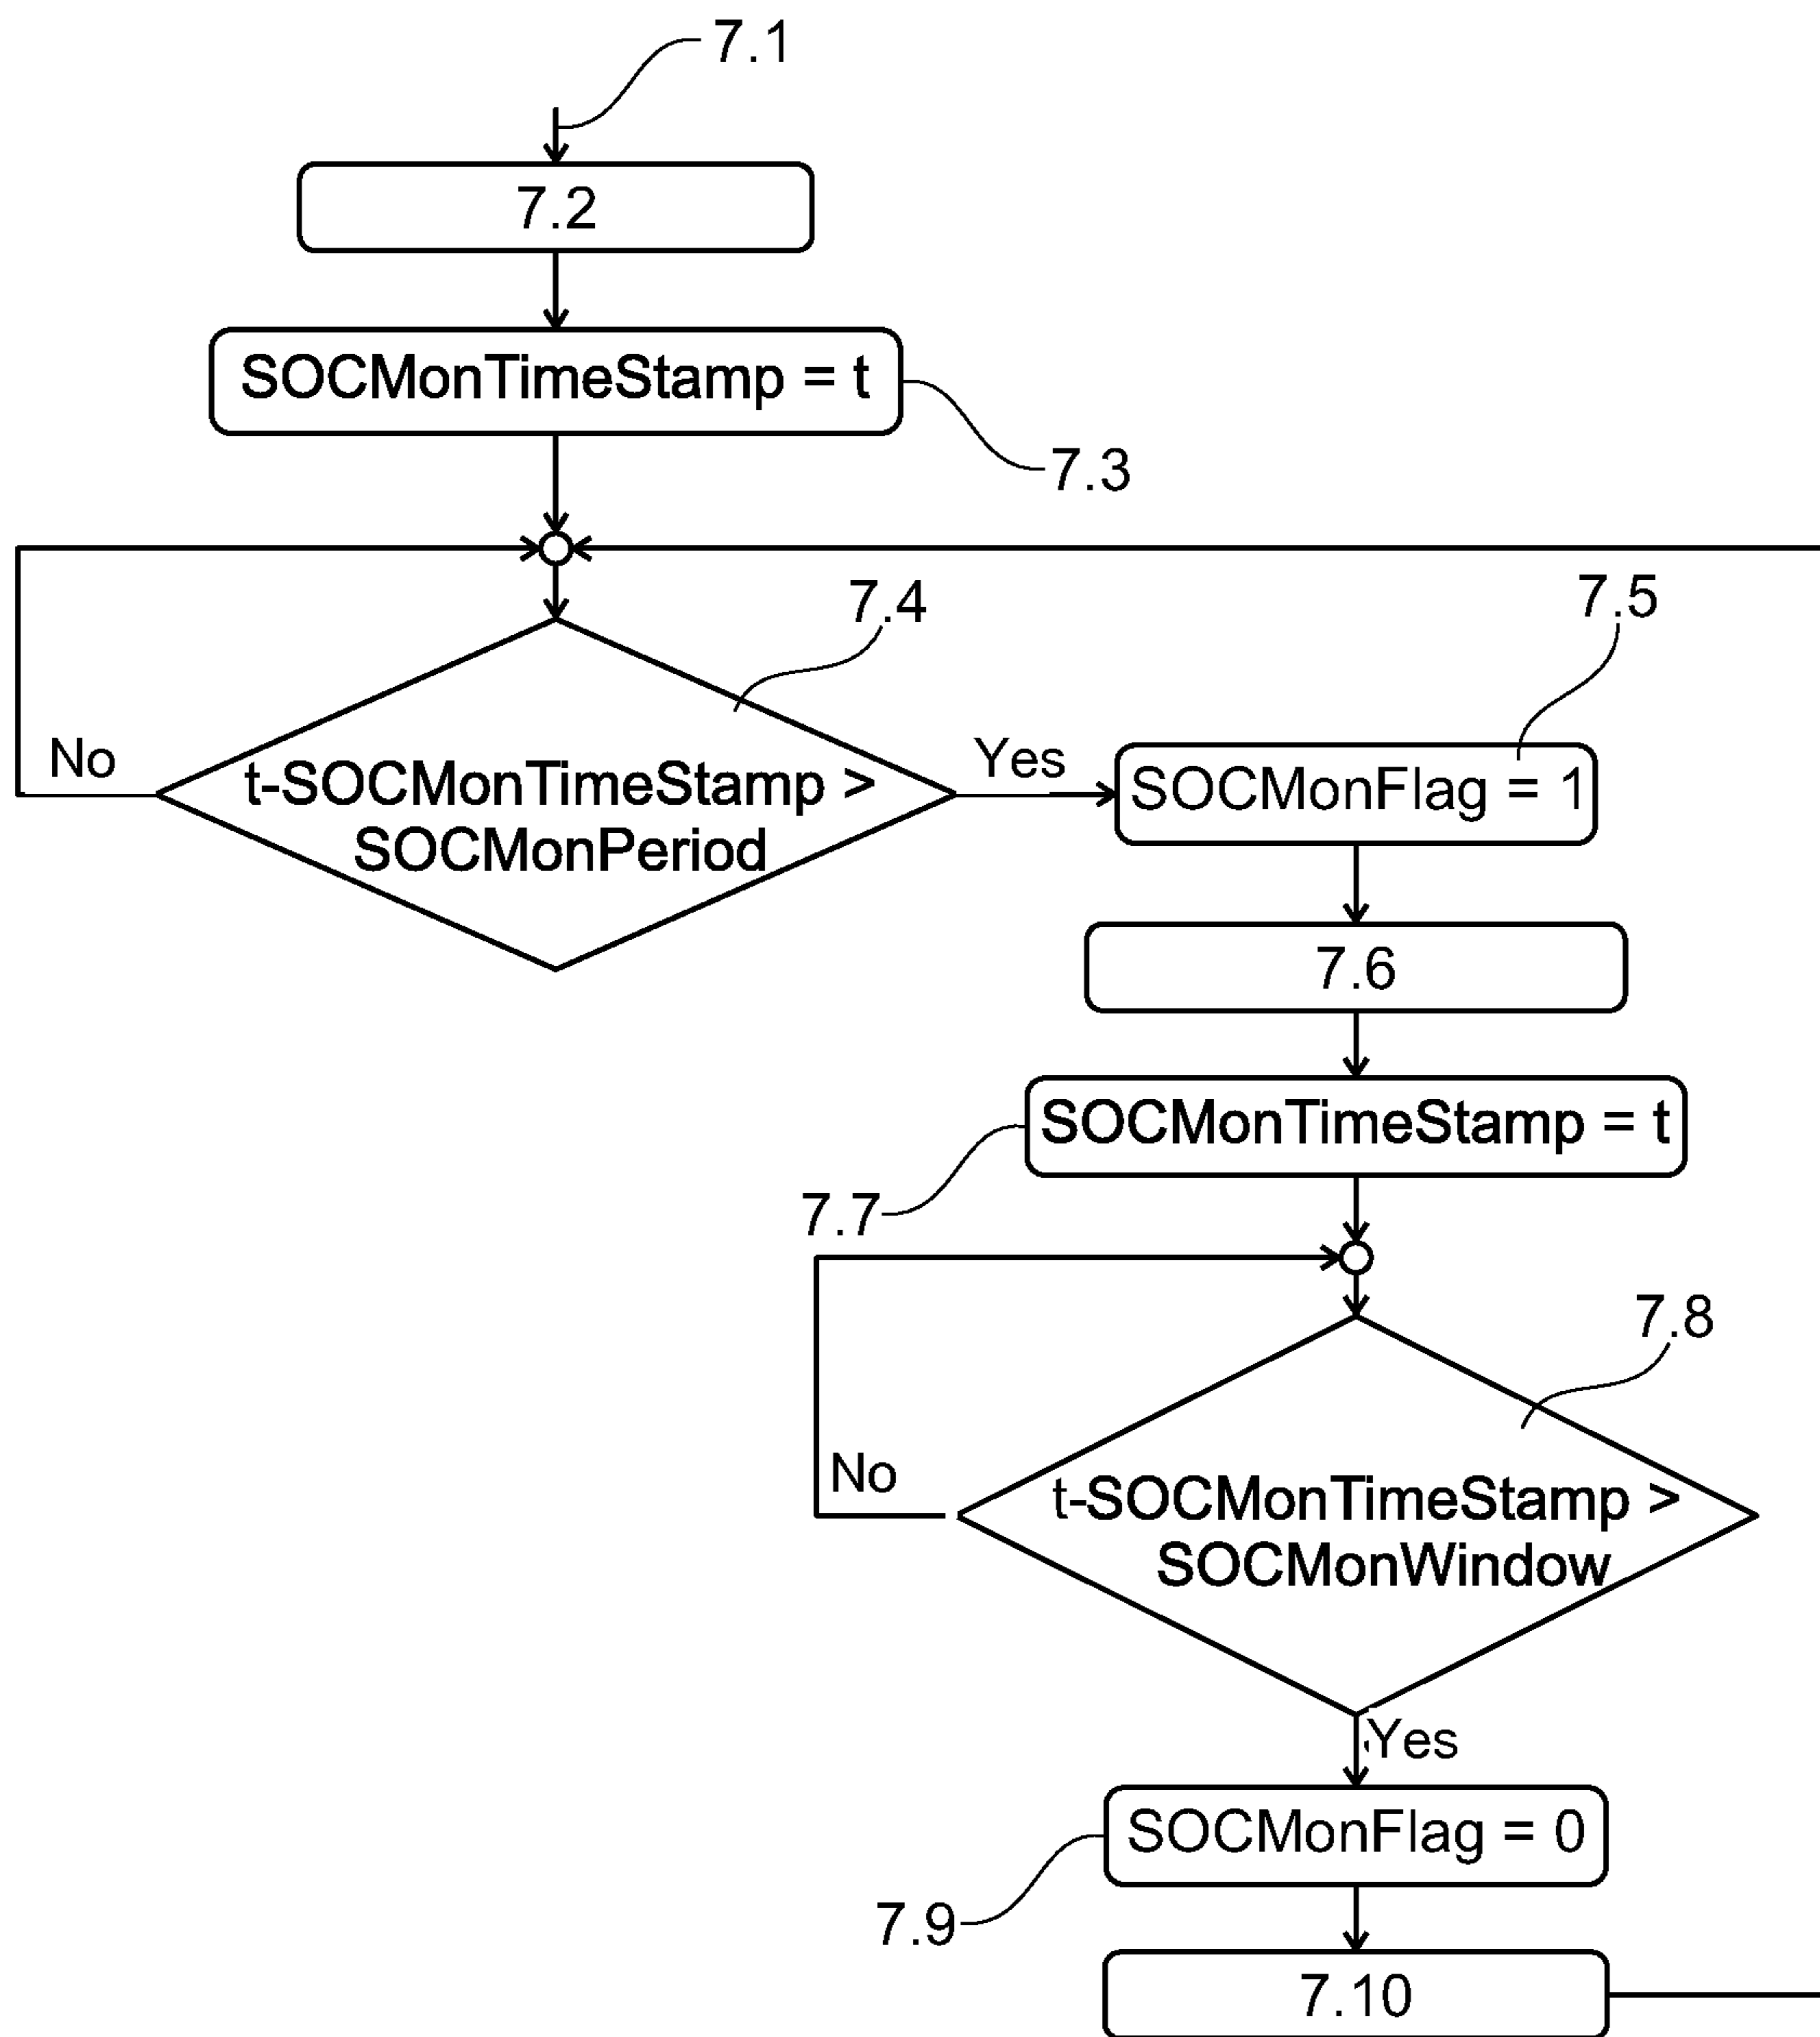 7.1
7.2
SOCMonTimeStamp = t
7.3
7.4
7.5
No
t-SOCMonTimeStamp >
SOCMonPeriod
Yes
SOCMonFlag = 1
7.6
SOCMonTimeStamp = t
7.7
7.8
No
t-SOCMonTimeStamp >
SOCMonWindow
Yes
SOCMonFlag = 0
7.9
7.10